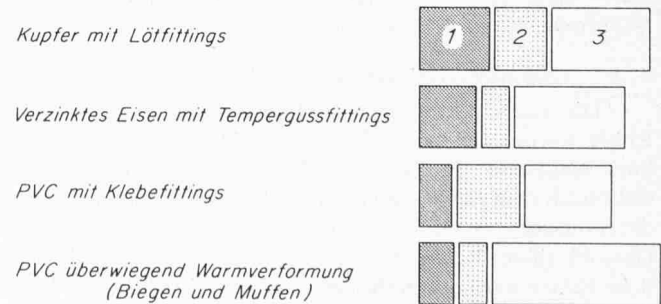 Kupfer mit Lötfittings
1 2 3
Verzinktes Eisen mit Tempergussfittings
PVC mit Klebefittings
PVC überwiegend Warmverformung
(Biegen und Muffen)